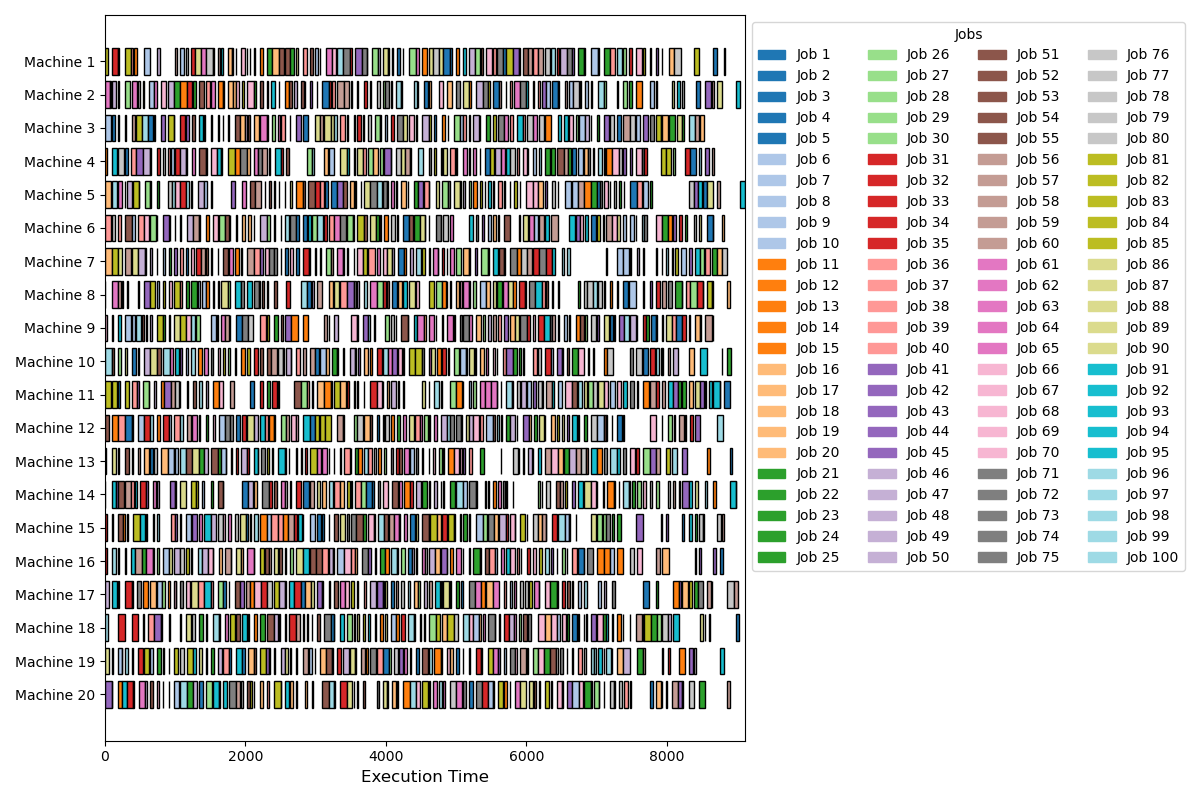 Machine 1
Machine 2
Machine 3
Machine 4
Machine 5
Machine 6
Machine 7
Machine 8
Machine 9
Machine 10
Machine 11
Machine 12
Machine 13
Machine 14
Machine 15
Machine 16
Machine 17
Machine 18
Machine 19
Machine 20
0 2000 4000 6000 8000
Execution Time
Jobs
Job 1 Job 26 Job 51 Job 76
Job 2 Job 27 Job 52 Job 77
Job 3 Job 28 Job 53 Job 78
Job 4 Job 29 Job 54 Job 79
Job 5 Job 30 Job 55 Job 80
Job 6 Job 31 Job 56 Job 81
Job 7 Job 32 Job 57 Job 82
Job 8 Job 33 Job 58 Job 83
Job 9 Job 34 Job 59 Job 84
Job 10 Job 35 Job 60 Job 85
Job 11 Job 36 Job 61 Job 86
Job 12 Job 37 Job 62 Job 87
Job 13 Job 38 Job 63 Job 88
Job 14 Job 39 Job 64 Job 89
Job 15 Job 40 Job 65 Job 90
Job 16 Job 41 Job 66 Job 91
Job 17 Job 42 Job 67 Job 92
Job 18 Job 43 Job 68 Job 93
Job 19 Job 44 Job 69 Job 94
Job 20 Job 45 Job 70 Job 95
Job 21 Job 46 Job 71 Job 96
Job 22 Job 47 Job 72 Job 97
Job 23 Job 48 Job 73 Job 98
Job 24 Job 49 Job 74 Job 99
Job 25 Job 50 Job 75 Job 100